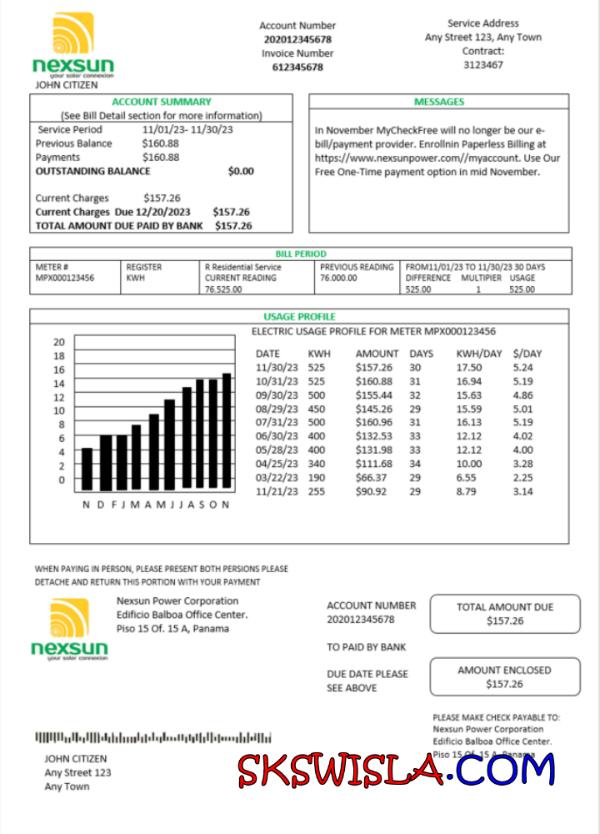 nexsun
your solar connexion
JOHN CITIZEN
Account Number
202012345678
Invoice Number
612345678
Service Address
Any Street 123, Any Town
Contract:
3123467
ACCOUNT SUMMARY
(See Bill Detail section for more information)
Service Period 11/01/23- 11/30/23
Previous Balance $160.88
Payments $160.88
OUTSTANDING BALANCE $0.00
Current Charges $157.26
Current Charges Due 12/20/2023 $157.26
TOTAL AMOUNT DUE PAID BY BANK $157.26
MESSAGES
In November MyCheckFree will no longer be our e-
bill/payment provider. Enrollnin Paperless Billing at
https://www.nexsunpower.com//myaccount. Use Our
Free One-Time payment option in mid November.
BILL PERIOD
METER # REGISTER R Residential Service PREVIOUS READING FROM11/01/23 TO 11/30/23 30 DAYS
MPX000123456 KWH CURRENT READING 76.000.00 DIFFERENCE MULTIPIER USAGE
76.525.00 525.00 1 525.00
USAGE PROFILE
ELECTRIC USAGE PROFILE FOR METER MPX000123456
20
18
16
14
12
10
8
6
4
2
0
N D F J M A M J J A S O N
DATE KWH AMOUNT DAYS KWH/DAY $/DAY
11/30/23 525 $157.26 30 17.50 5.24
10/31/23 525 $160.88 31 16.94 5.19
09/30/23 500 $155.44 32 15.63 4.86
08/29/23 450 $145.26 29 15.59 5.01
07/31/23 500 $160.96 31 16.13 5.19
06/30/23 400 $132.53 33 12.12 4.02
05/28/23 400 $131.98 33 12.12 4.00
04/25/23 340 $111.68 34 10.00 3.28
03/22/23 190 $66.37 29 6.55 2.25
11/21/23 255 $90.92 29 8.79 3.14
WHEN PAYING IN PERSON, PLEASE PRESENT BOTH PERSIONS PLEASE
DETACHE AND RETURN THIS PORTION WITH YOUR PAYMENT
nexsun
your solar connexion
Nexsun Power Corporation
Edificio Balboa Office Center.
Piso 15 Of. 15 A, Panama
ACCOUNT NUMBER
202012345678
TO PAID BY BANK
DUE DATE PLEASE
SEE ABOVE
TOTAL AMOUNT DUE
$157.26
AMOUNT ENCLOSED
$157.26
PLEASE MAKE CHECK PAYABLE TO:
Nexsun Power Corporation
Edificio Balboa Office Center.
Piso 15 Of. 15 A, Panama
JOHN CITIZEN
Any Street 123
Any Town
SKSWISLA.COM